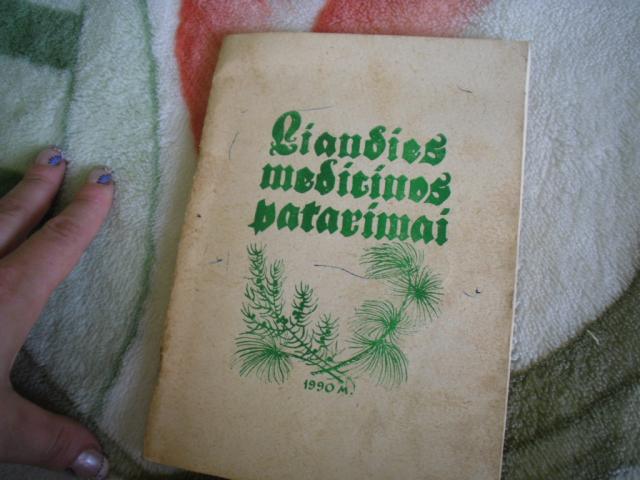 Liaudies
medicinos
patarimai
1990 M.